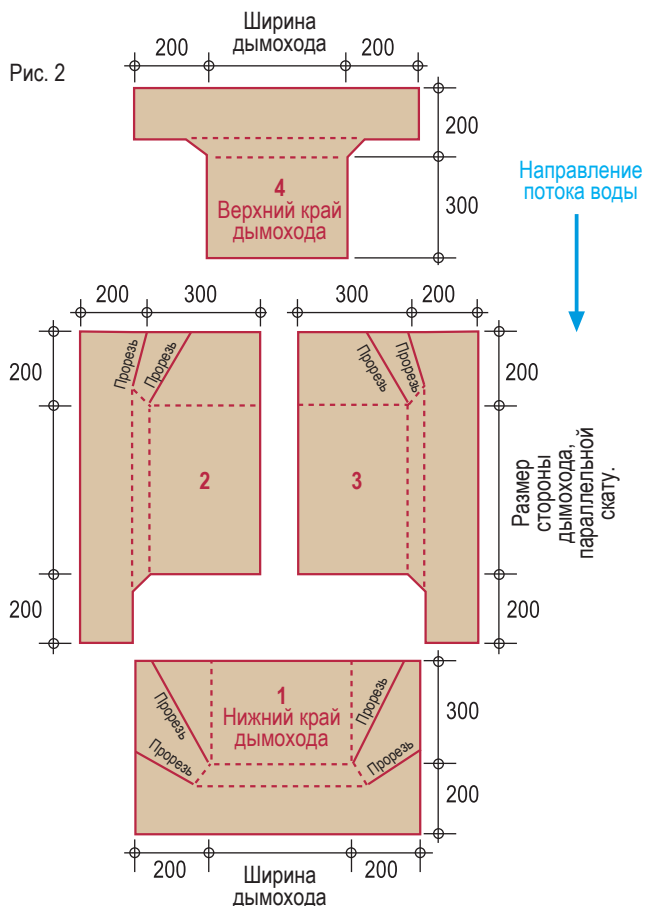 Рис. 2
Ширина
дымохода
200
200
200
300
4
Верхний край
дымохода
Направление
потока воды
200
300
300
200
200
Прорезь
Прорезь
Прорезь
Прорезь
200
2
3
Размер
стороны
дымохода,
параллельной
скату.
200
200
1
Нижний край
дымохода
Прорезь
Прорезь
Прорезь
Прорезь
300
200
200
Ширина
дымохода
200